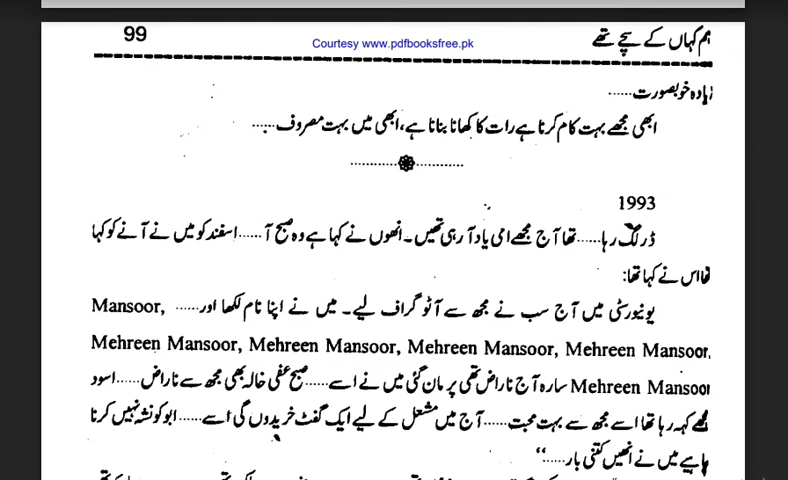 99
Courtesy www.pdfbooksfree.pk
ہم کہاں کے سچے تھے
زیادہ خوبصورت......
ابھی مجھے بہت کام کرنا ہے رات کا کھانا بنانا ہے، ابھی میں بہت مصروف......
1993
ڈر لگ رہا......تھا آج مجھے امی یاد آ رہی تھیں۔ انھوں نے کہا ہے وہ صبح آ......اسفند کو میں نے آنے کو کہا
تھا اس نے کہا تھا:
یونیورسٹی میں آج سب نے مجھ سے آٹو گراف لیے۔ میں نے اپنا نام لکھا اور...... Mansoor,
Mehreen Mansoor, Mehreen Mansoor, Mehreen Mansoor, Mehreen Mansoor,
Mehreen Mansoor سارہ آج ناراض تھی پر مان گئی میں نے اسے......صبح عفی خالہ بھی مجھ سے ناراض......اسود
مجھے کہہ رہا تھا اسے مجھ سے بہت محبت......آج میں مشعل کے لیے ایک گفٹ خریدوں گی اسے......ابو کو نشہ نہیں کرنا
چاہیے میں نے انھیں کتنی بار......‘‘